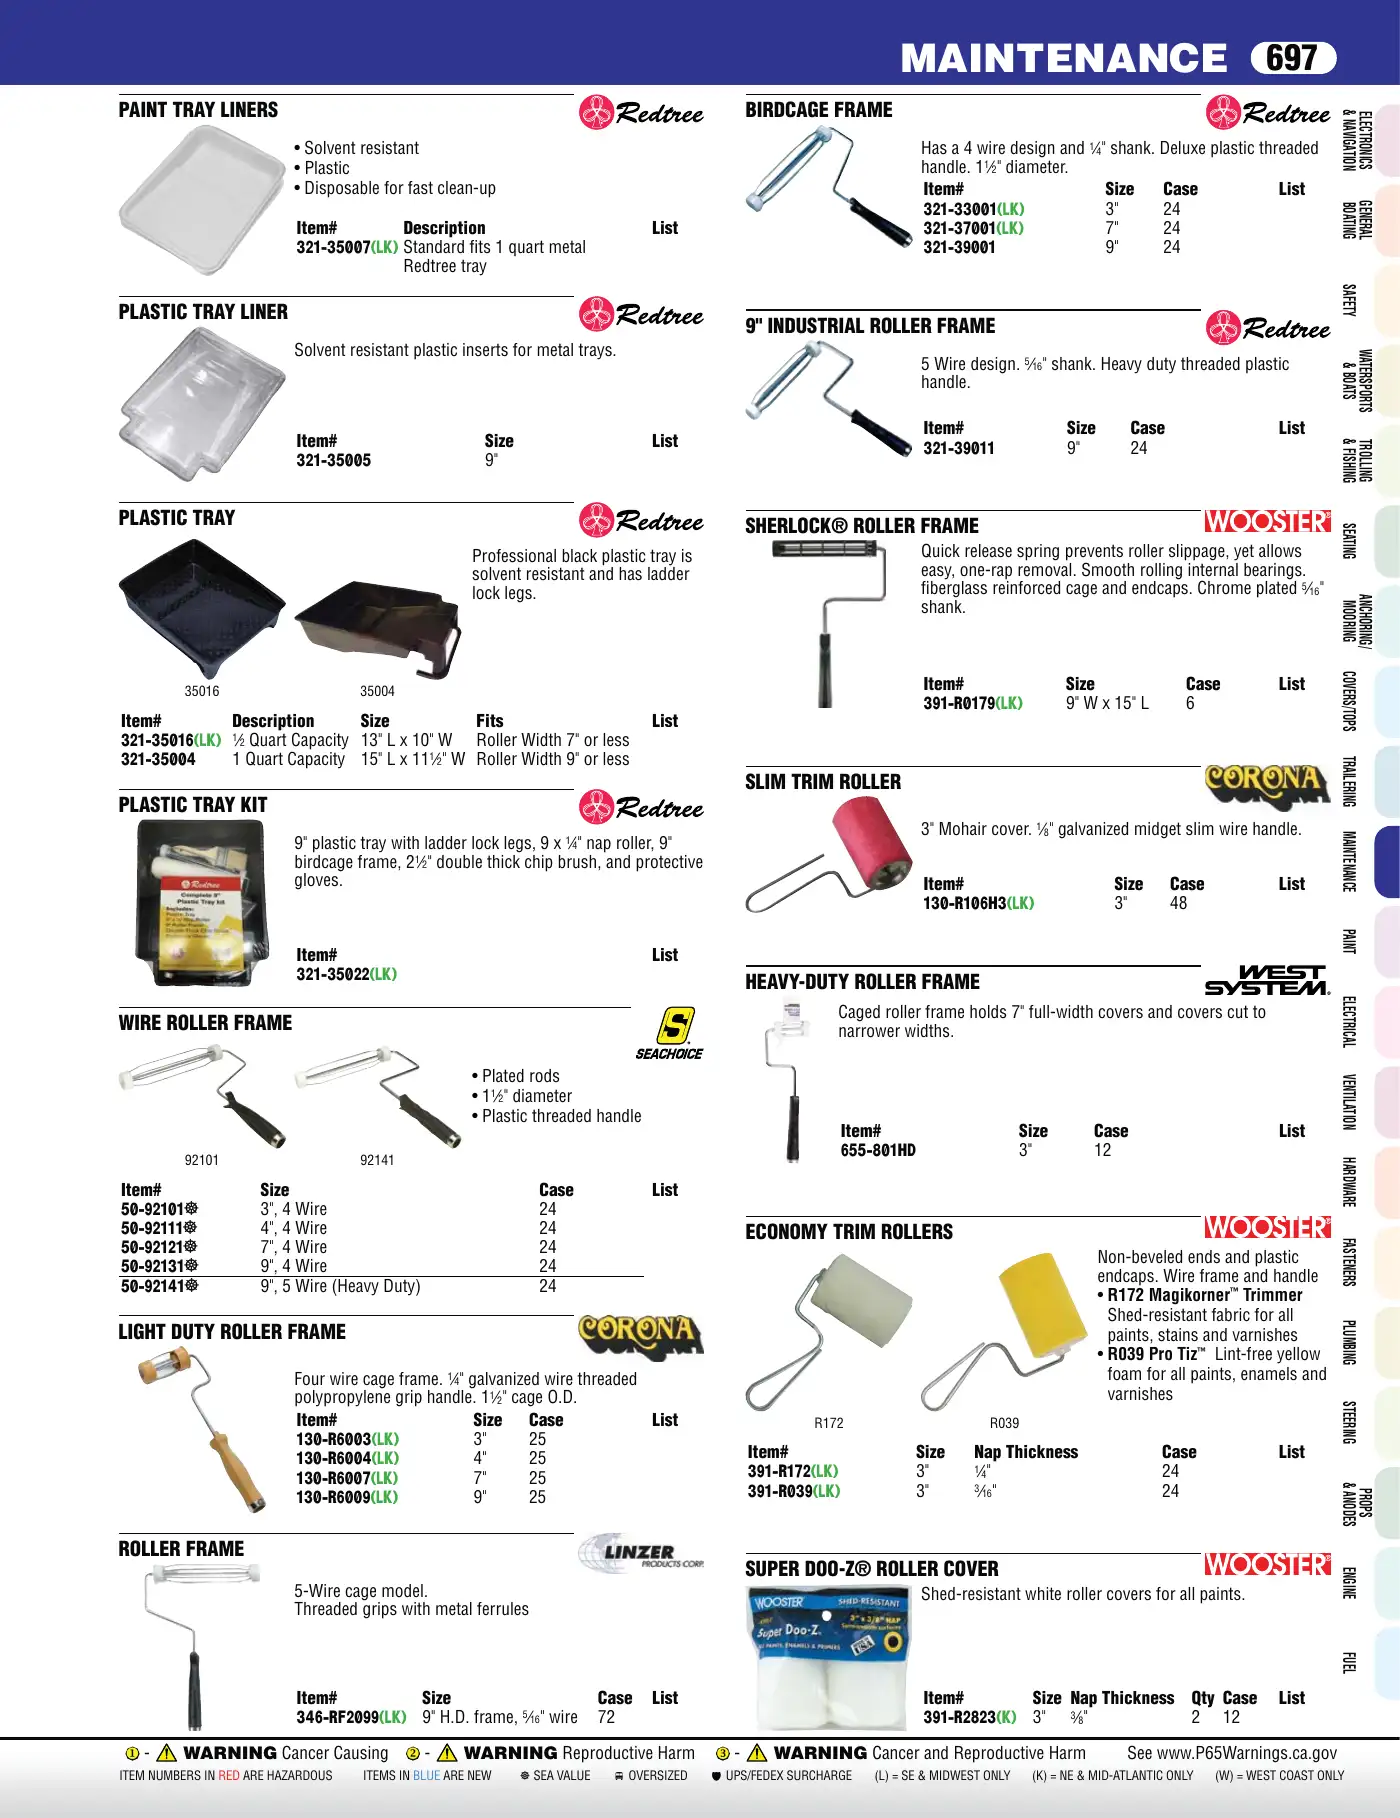 MAINTENANCE 697
PAINT TRAY LINERS
Redtree
• Solvent resistant
• Plastic
• Disposable for fast clean-up
Item# Description List
321-35007(LK) Standard fits 1 quart metal
Redtree tray
PLASTIC TRAY LINER
Redtree
Solvent resistant plastic inserts for metal trays.
Item# Size List
321-35005 9"
PLASTIC TRAY
Redtree
Professional black plastic tray is
solvent resistant and has ladder
lock legs.
35016 35004
Item# Description Size Fits List
321-35016(LK) ½ Quart Capacity 13" L x 10" W Roller Width 7" or less
321-35004 1 Quart Capacity 15" L x 11½" W Roller Width 9" or less
PLASTIC TRAY KIT
Redtree
9" plastic tray with ladder lock legs, 9 x ¼" nap roller, 9"
birdcage frame, 2½" double thick chip brush, and protective
gloves.
Redtree
Complete 9"
Plastic Tray kit
Item# List
321-35022(LK)
WIRE ROLLER FRAME
S
SEACHOICE
• Plated rods
• 1½" diameter
• Plastic threaded handle
92101 92141
Item# Size Case List
50-92101 3", 4 Wire 24
50-92111 4", 4 Wire 24
50-92121 7", 4 Wire 24
50-92131 9", 4 Wire 24
50-92141 9", 5 Wire (Heavy Duty) 24
LIGHT DUTY ROLLER FRAME
CORONA
Four wire cage frame. ¼" galvanized wire threaded
polypropylene grip handle. 1½" cage O.D.
Item# Size Case List
130-R6003(LK) 3" 25
130-R6004(LK) 4" 25
130-R6007(LK) 7" 25
130-R6009(LK) 9" 25
ROLLER FRAME
LINZER
PRODUCTS CORP.
5-Wire cage model.
Threaded grips with metal ferrules
Item# Size Case List
346-RF2099(LK) 9" H.D. frame, 5⁄16" wire 72
BIRDCAGE FRAME
Redtree
Has a 4 wire design and ¼" shank. Deluxe plastic threaded
handle. 1½" diameter.
Item# Size Case List
321-33001(LK) 3" 24
321-37001(LK) 7" 24
321-39001 9" 24
9" INDUSTRIAL ROLLER FRAME
Redtree
5 Wire design. 5⁄16" shank. Heavy duty threaded plastic
handle.
Item# Size Case List
321-39011 9" 24
SHERLOCK® ROLLER FRAME
WOOSTER®
Quick release spring prevents roller slippage, yet allows
easy, one-rap removal. Smooth rolling internal bearings.
fiberglass reinforced cage and endcaps. Chrome plated 5⁄16"
shank.
Item# Size Case List
391-R0179(LK) 9" W x 15" L 6
SLIM TRIM ROLLER
CORONA
3" Mohair cover. ⅛" galvanized midget slim wire handle.
Item# Size Case List
130-R106H3(LK) 3" 48
HEAVY-DUTY ROLLER FRAME
WEST
SYSTEM®
Caged roller frame holds 7" full-width covers and covers cut to
narrower widths.
Item# Size Case List
655-801HD 3" 12
ECONOMY TRIM ROLLERS
WOOSTER®
Non-beveled ends and plastic
endcaps. Wire frame and handle
• R172 Magikorner™ Trimmer
Shed-resistant fabric for all
paints, stains and varnishes
• R039 Pro Tiz™ Lint-free yellow
foam for all paints, enamels and
varnishes
R172 R039
Item# Size Nap Thickness Case List
391-R172(LK) 3" ¼" 24
391-R039(LK) 3" 3⁄16" 24
SUPER DOO-Z® ROLLER COVER
WOOSTER®
Shed-resistant white roller covers for all paints.
WOOSTER SHED-RESISTANT
3" x 3/8" NAP
Super Doo-Z
Item# Size Nap Thickness Qty Case List
391-R2823(K) 3" ⅜" 2 12
ELECTRONICS
& NAVIGATION
GENERAL
BOATING
SAFETY
WATERSPORTS
& BOATS
TROLLING
& FISHING
SEATING
ANCHORING/
MOORING
COVERS/TOPS
TRAILERING
MAINTENANCE
PAINT
ELECTRICAL
VENTILATION
HARDWARE
FASTENERS
PLUMBING
STEERING
PROPS
& ANODES
ENGINE
FUEL
1 - WARNING Cancer Causing 2 - WARNING Reproductive Harm 3 - WARNING Cancer and Reproductive Harm See www.P65Warnings.ca.gov
ITEM NUMBERS IN RED ARE HAZARDOUS ITEMS IN BLUE ARE NEW SEA VALUE OVERSIZED UPS/FEDEX SURCHARGE (L) = SE & MIDWEST ONLY (K) = NE & MID-ATLANTIC ONLY (W) = WEST COAST ONLY